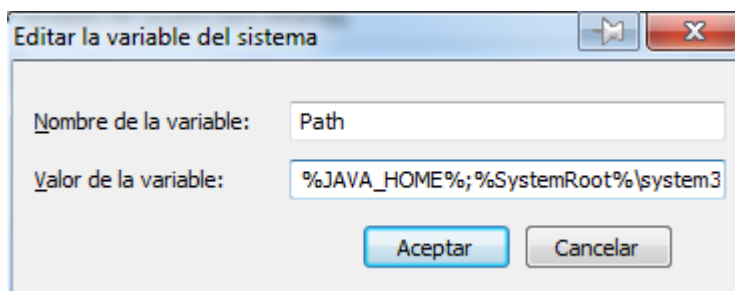 Editar la variable del sistema
Nombre de la variable: Path
Valor de la variable: %JAVA_HOME%;%SystemRoot%\system3
Aceptar Cancelar